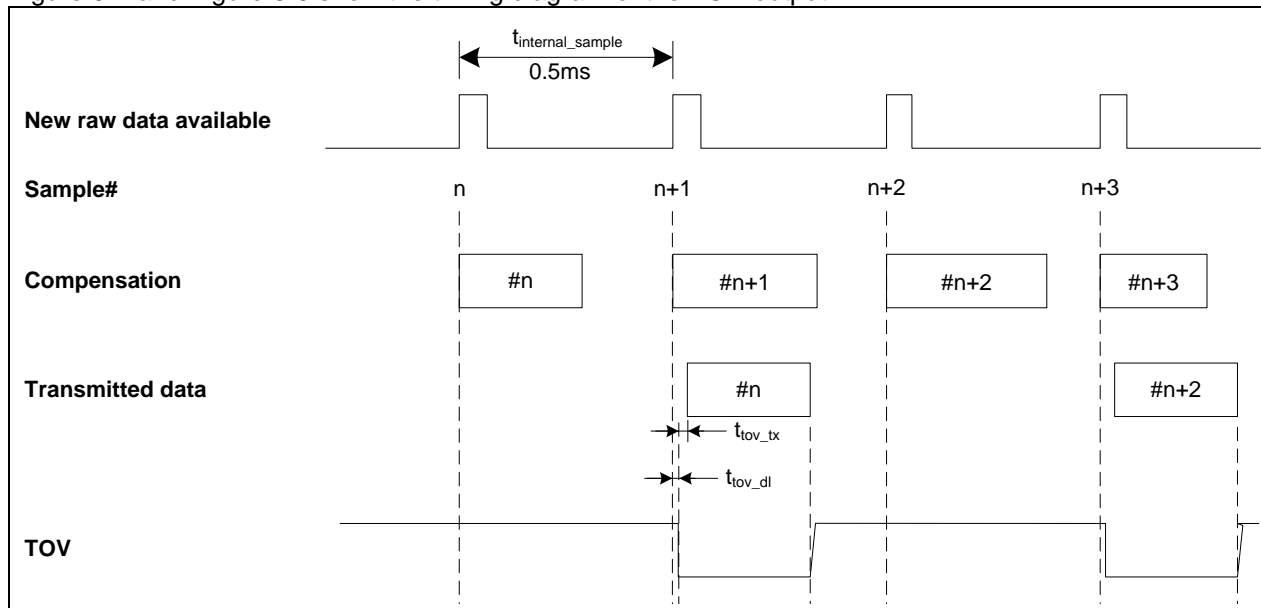 t_internal_sample
0.5ms
New raw data available
Sample# n n+1 n+2 n+3
Compensation #n #n+1 #n+2 #n+3
Transmitted data #n #n+2
t_tov_tx
t_tov_dl
TOV